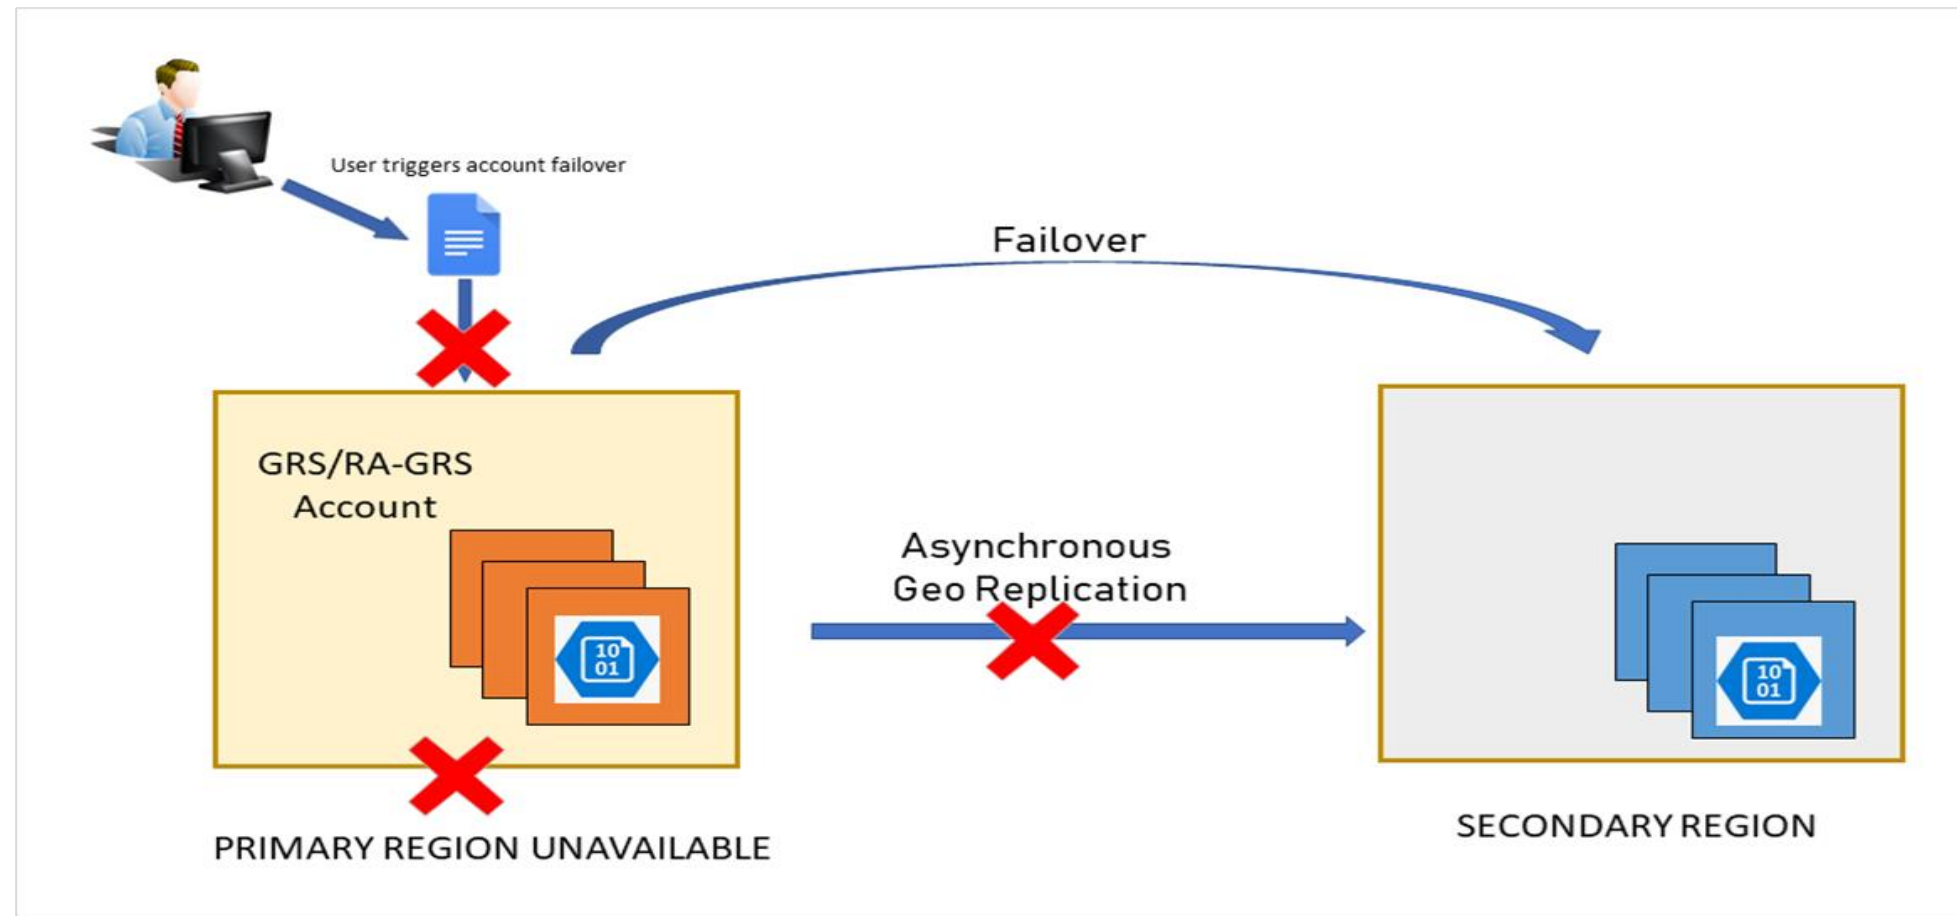 User triggers account failover
Failover
GRS/RA-GRS
Account
10
01
Asynchronous
Geo Replication
10
01
PRIMARY REGION UNAVAILABLE
SECONDARY REGION